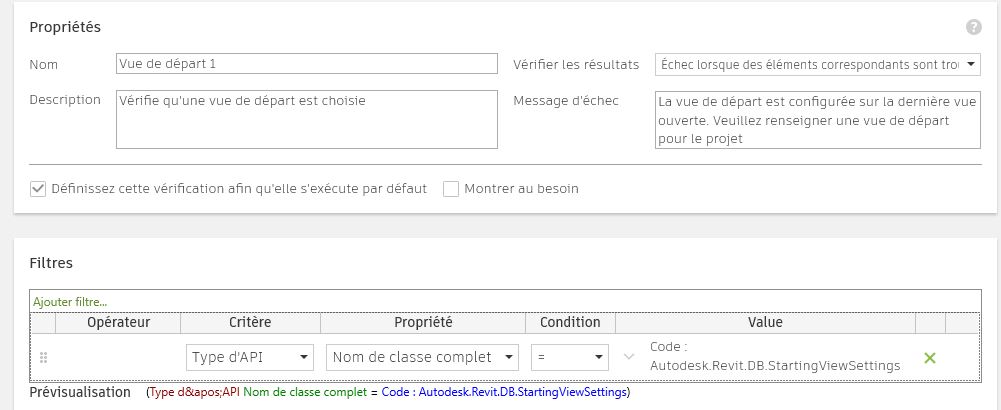 Propriétés
?
Nom
Vue de départ 1
Vérifier les résultats
Échec lorsque des éléments correspondants sont trou
Description
Vérifie qu'une vue de départ est choisie
Message d'échec
La vue de départ est configurée sur la dernière vue
ouverte. Veuillez renseigner une vue de départ
pour le projet
Définissez cette vérification afin qu'elle s'exécute par défaut
Montrer au besoin
Filtres
Ajouter filtre...
Opérateur Critère Propriété Condition Value
Type d'API Nom de classe complet = Code :
Autodesk.Revit.DB.StartingViewSettings
Prévisualisation (Type d&apos;API Nom de classe complet = Code : Autodesk.Revit.DB.StartingViewSettings)